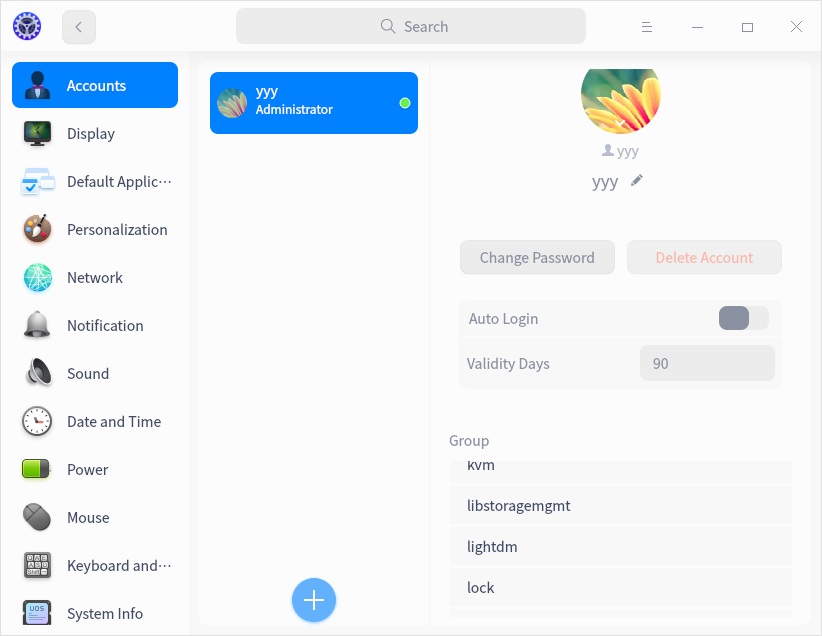 Search
Accounts
Display
Default Applic···
Personalization
Network
Notification
Sound
Date and Time
Power
Mouse
Keyboard and···
System Info
yyy
Administrator
yyy
yyy
Change Password
Delete Account
Auto Login
Validity Days
90
Group
kvm
libstoragemgmt
lightdm
lock